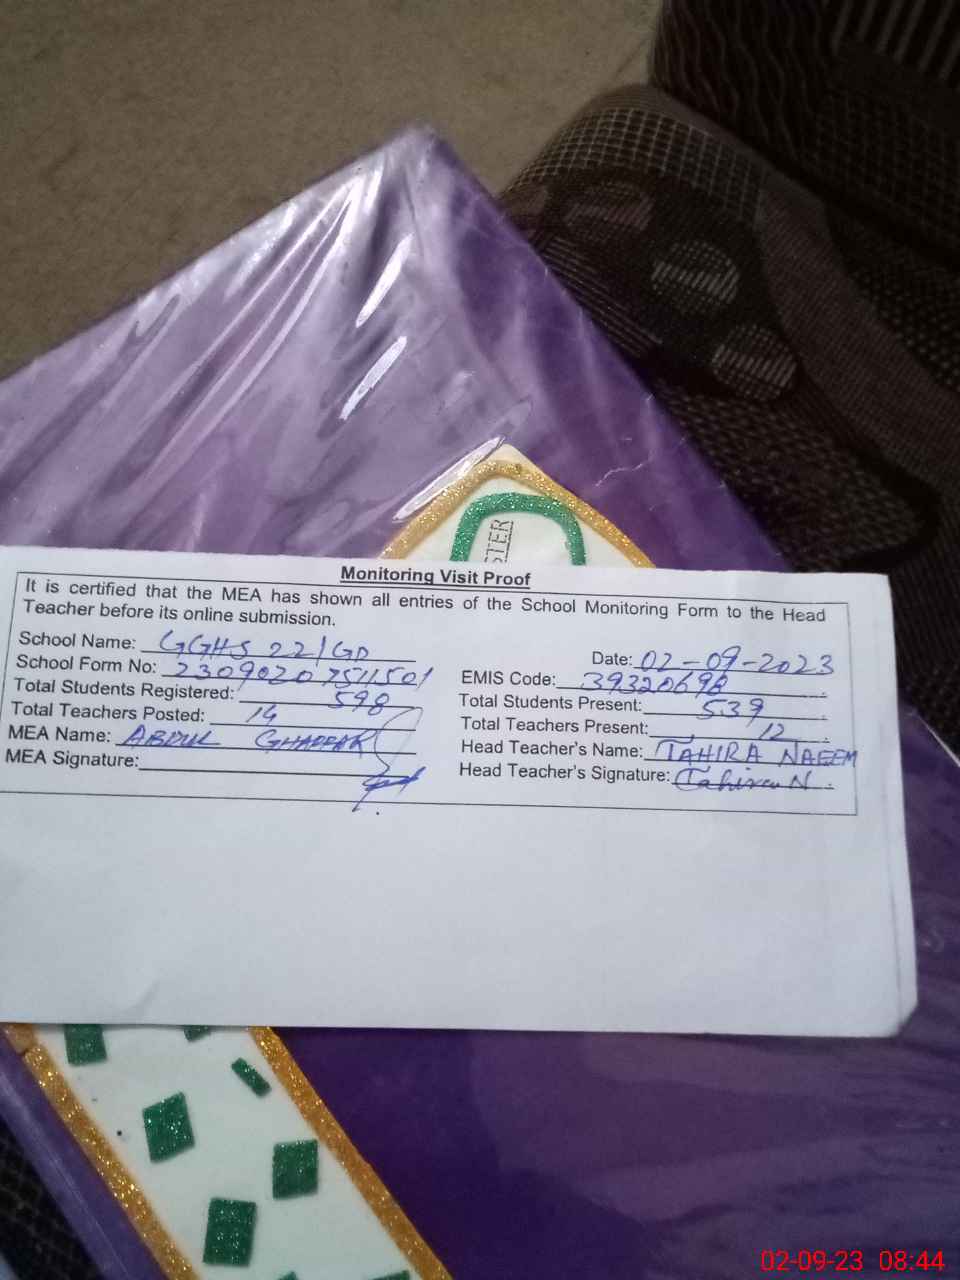 STER
Monitoring Visit Proof
It is certified that the MEA has shown all entries of the School Monitoring Form to the Head
Teacher before its online submission.
School Name: GGHS 221GD
Date: 02-09-2023
School Form No:
EMIS Code: 39320698
Total Students Registered: 598
Total Students Present: 539
Total Teachers Posted: 14
Total Teachers Present: 12
MEA Name: ABDUL GHAFFAR
Head Teacher's Name: TAHIRA NAEEM
MEA Signature:
Head Teacher's Signature: Tahira N
02-09-23 08:44